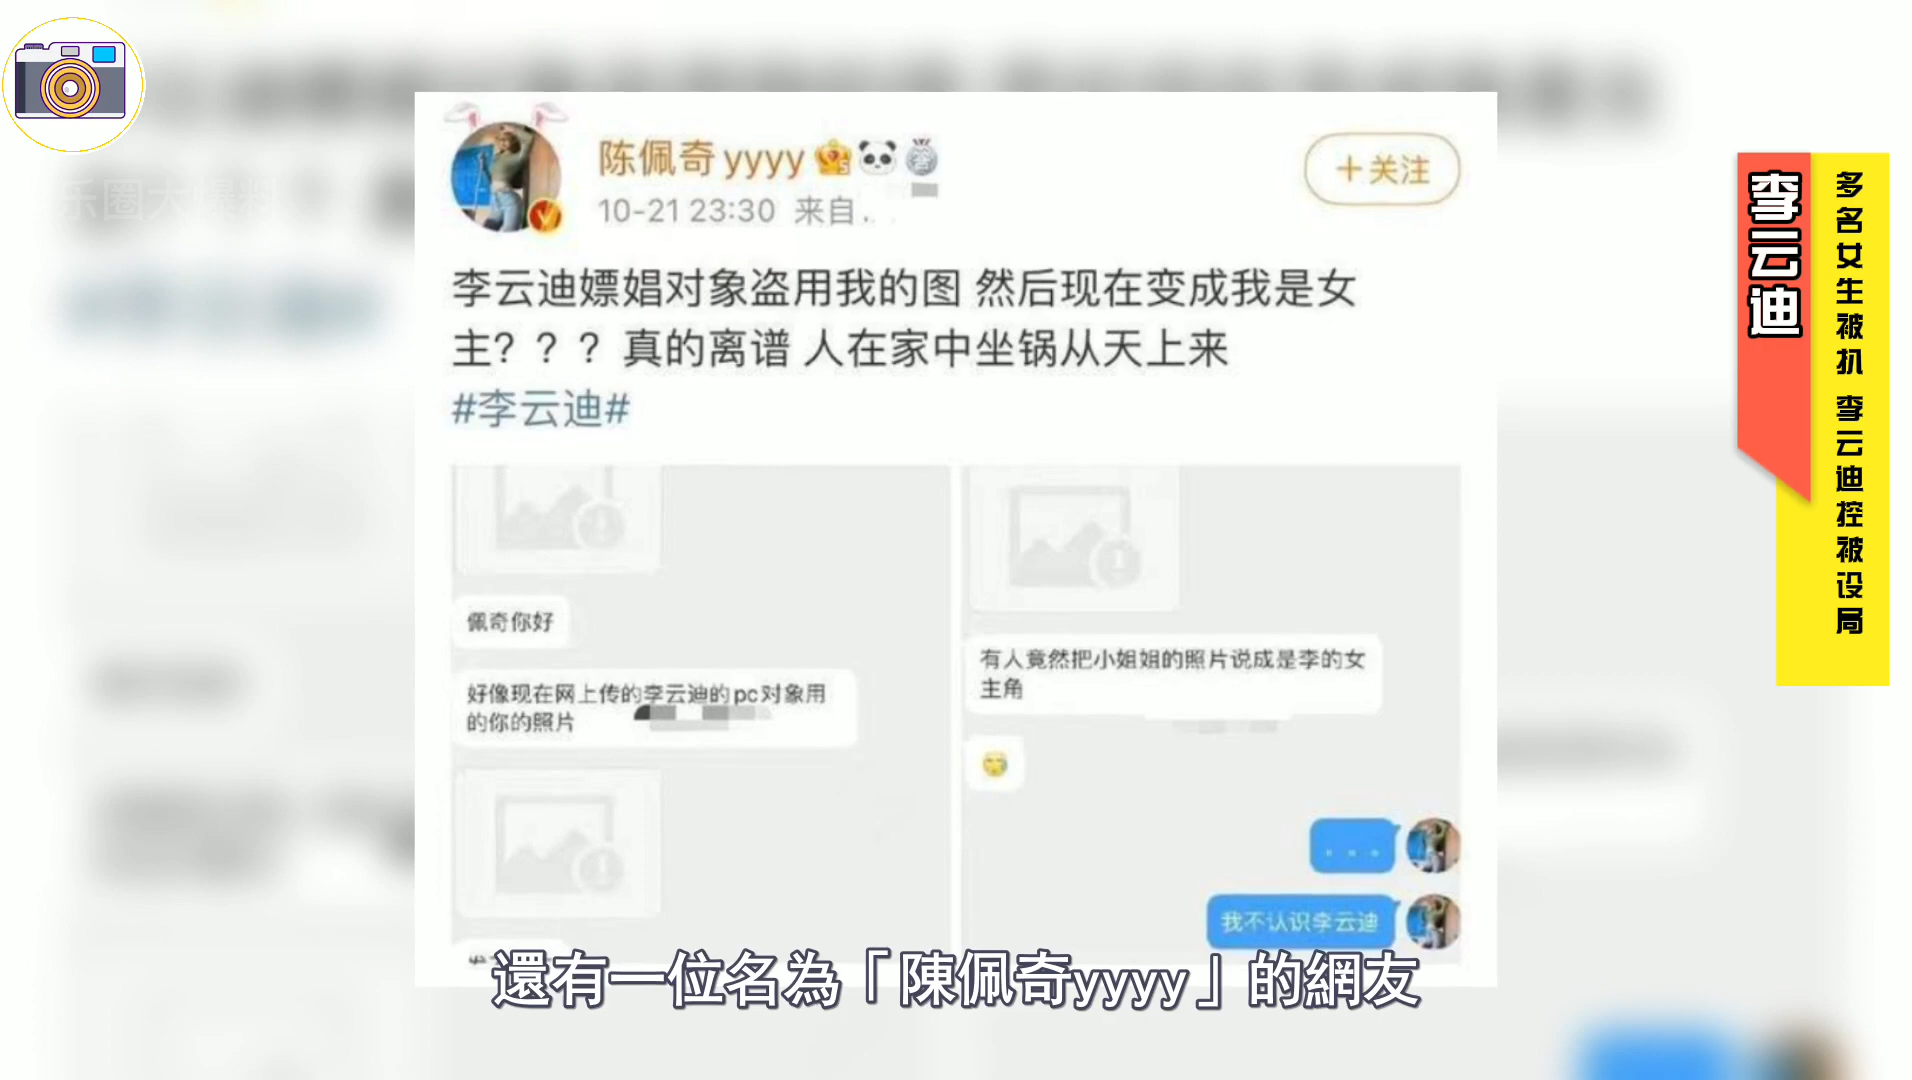 陈佩奇yyyy
10-21 23:30 来自
＋关注
李云迪嫖娼对象盗用我的图 然后现在变成我是女
主？？？ 真的离谱 人在家中坐锅从天上来
#李云迪#
佩奇你好
好像现在网上传的李云迪的pc对象用
的你的照片
有人竟然把小姐姐的照片说成是李的女
主角
...
我不认识李云迪
還有一位名為「陳佩奇yyyy」的網友
李云迪
多名女生被扒 李云迪控被设局
乐圈大爆料